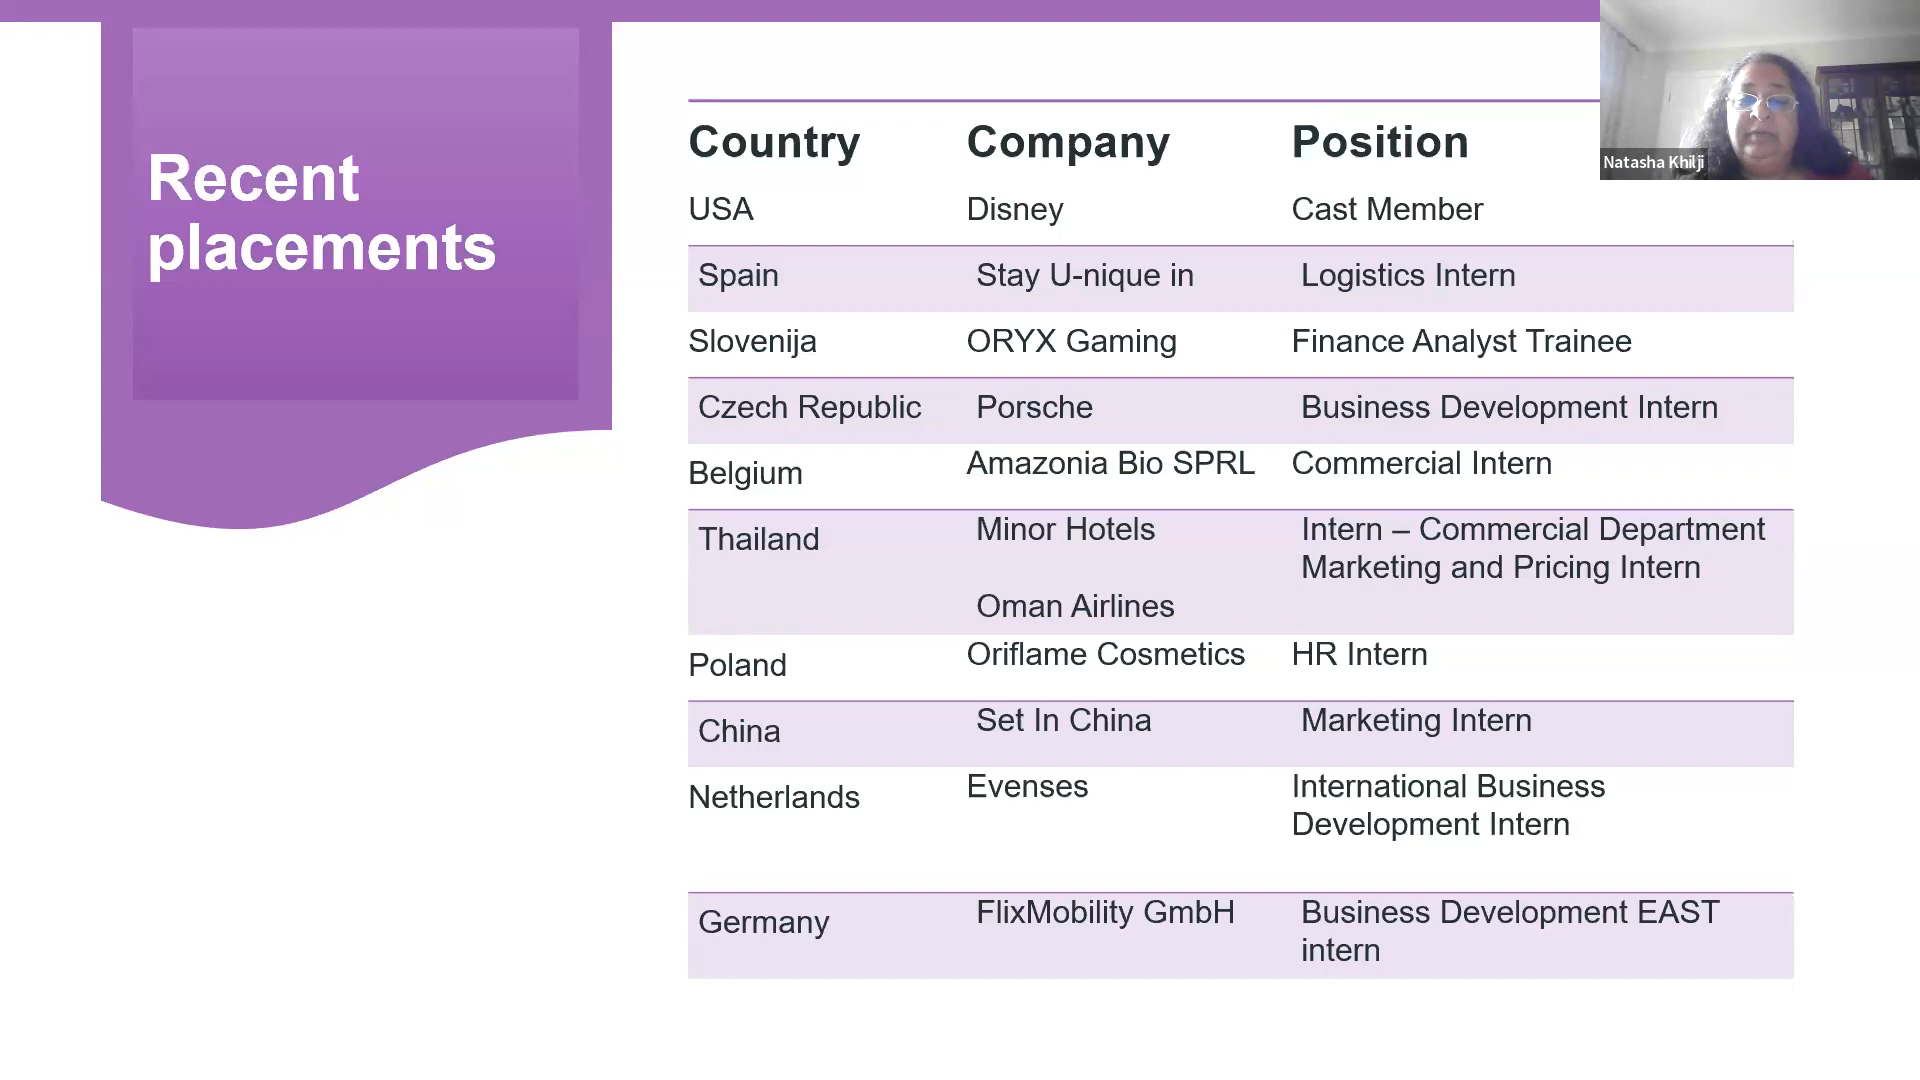 Recent
placements
Country Company Position
USA Disney Cast Member
Spain Stay U-nique in Logistics Intern
Slovenija ORYX Gaming Finance Analyst Trainee
Czech Republic Porsche Business Development Intern
Belgium Amazonia Bio SPRL Commercial Intern
Thailand Minor Hotels Intern – Commercial Department
Marketing and Pricing Intern
Oman Airlines
Poland Oriflame Cosmetics HR Intern
China Set In China Marketing Intern
Netherlands Evenses International Business
Development Intern
Germany FlixMobility GmbH Business Development EAST
intern
Natasha Khilji